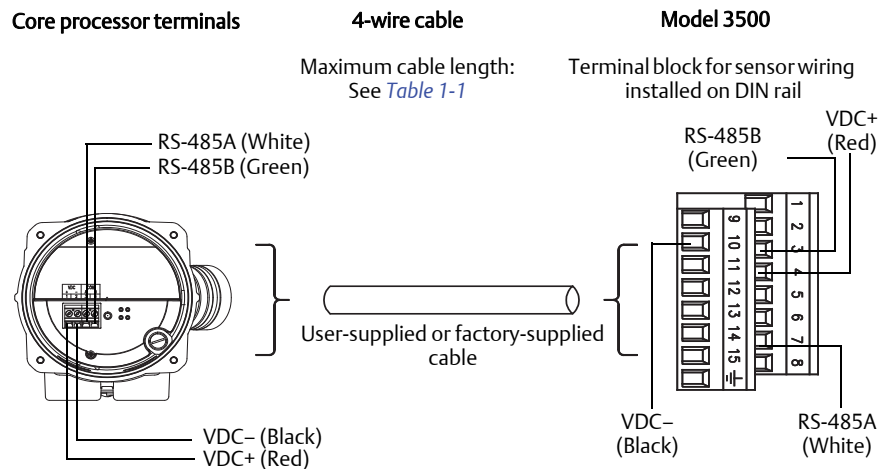 Core processor terminals
4-wire cable
Model 3500
Maximum cable length:
See Table 1-1
Terminal block for sensor wiring
installed on DIN rail
RS-485A (White)
RS-485B (Green)
RS-485B
(Green)
VDC+
(Red)
1
2
3
4
5
6
7
8
9
10
11
12
13
14
15
User-supplied or factory-supplied
cable
VDC– (Black)
VDC+ (Red)
VDC–
(Black)
RS-485A
(White)